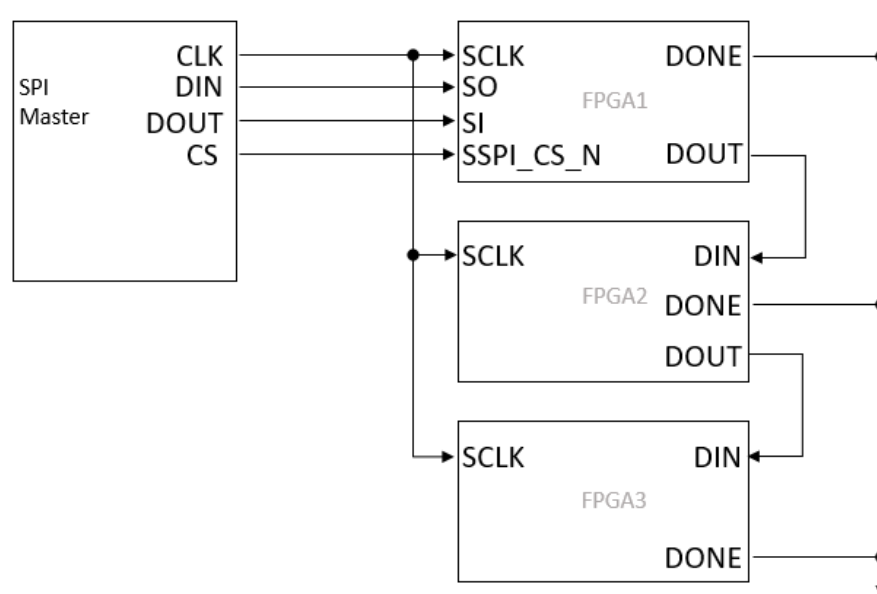 SPI
Master
CLK
DIN
DOUT
CS
SCLK
SO
SI
SSPI_CS_N
FPGA1
DONE
DOUT
SCLK
FPGA2
DIN
DONE
DOUT
SCLK
FPGA3
DIN
DONE